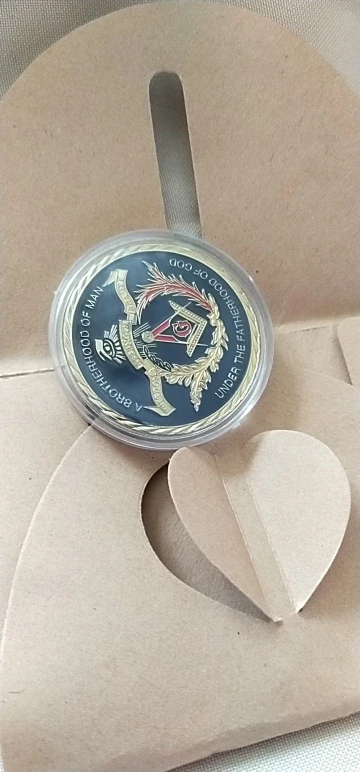 A BROTHERHOOD OF MAN
UNDER THE FATHERHOOD OF GOD
G